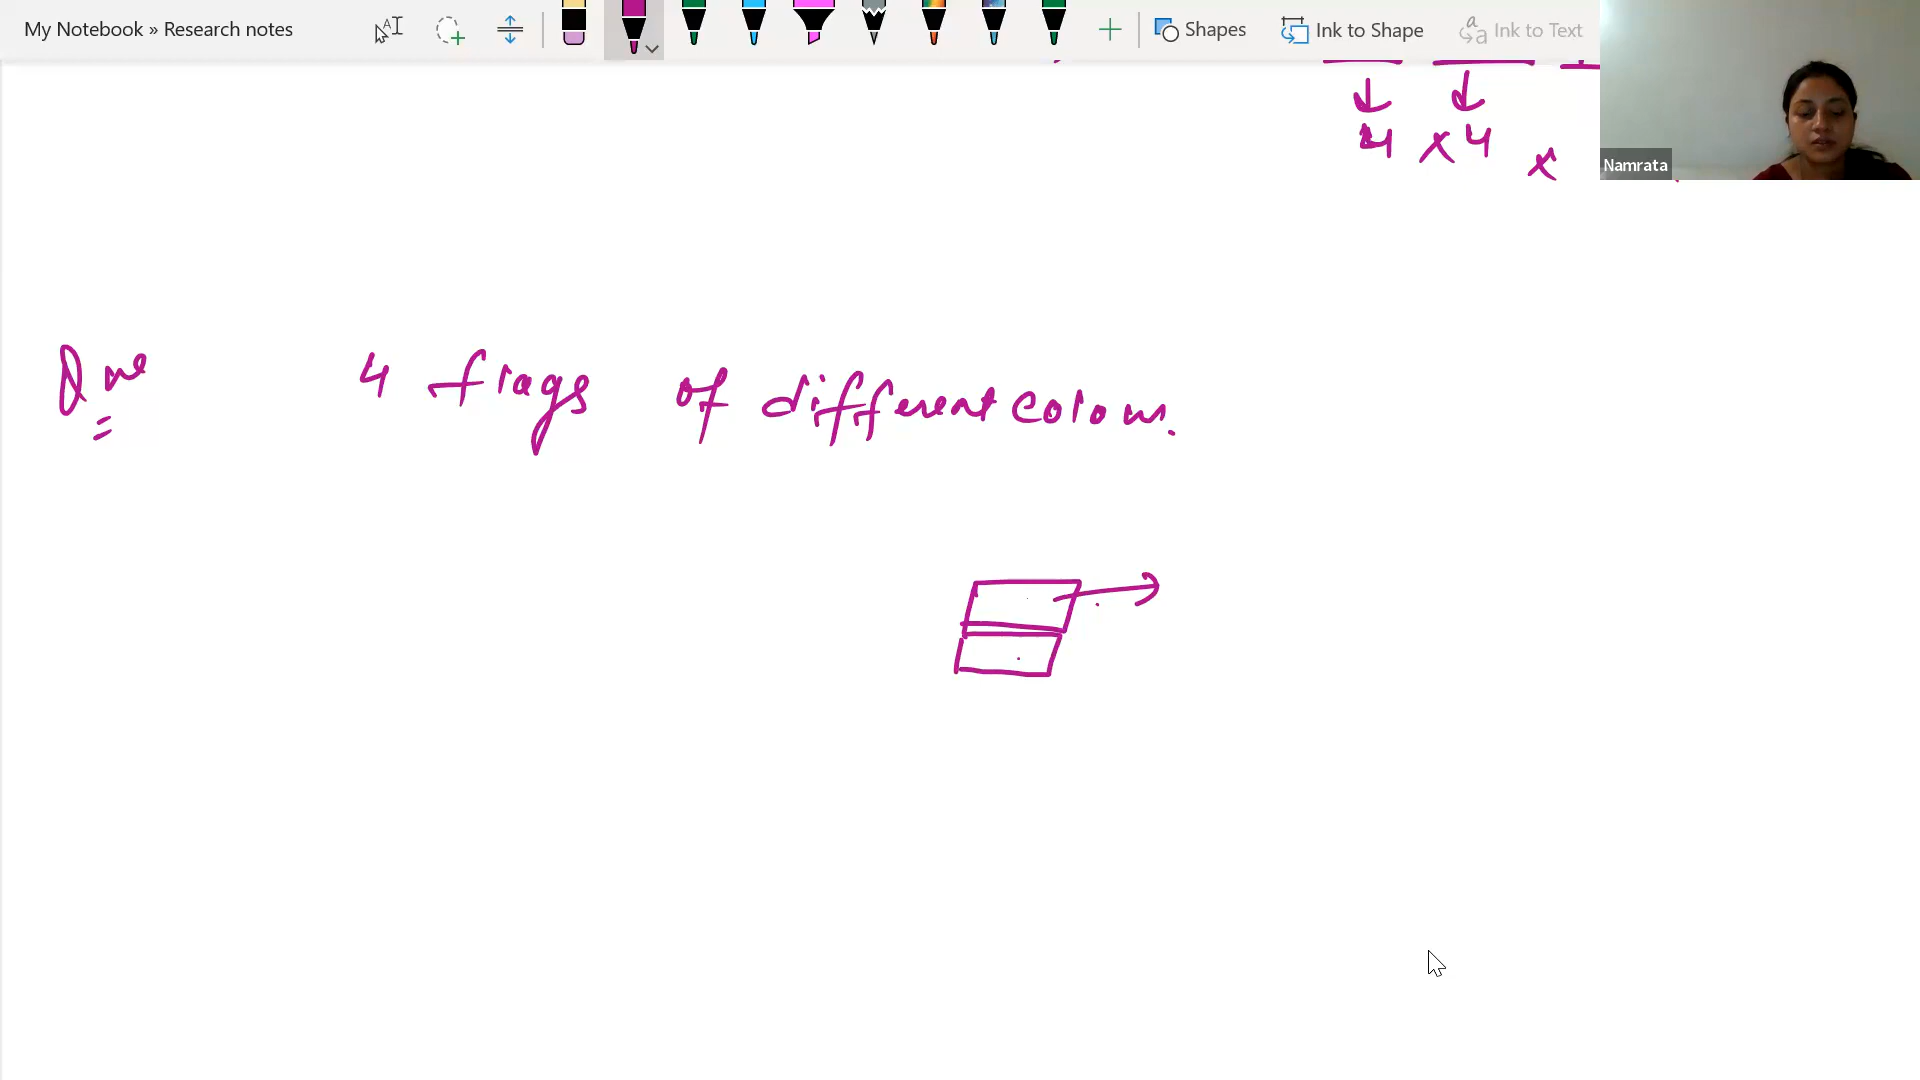 My Notebook » Research notes
Shapes
Ink to Shape
Ink to Text
4 x 4 x
Namrata
Que
4 flags of different colour.